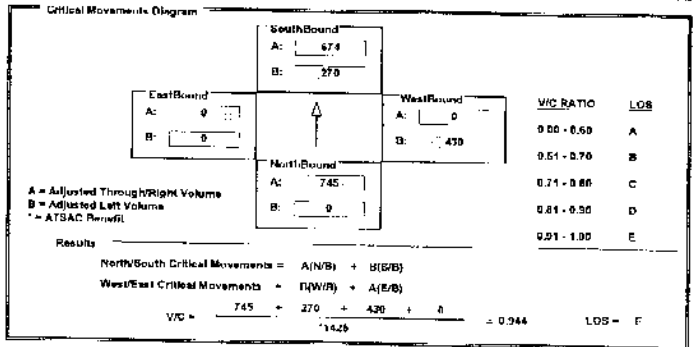 Critical Movements Diagram
SouthBound
A: 674
B: 270
EastBound
A: 0
B: 0
WestBound
A: 0
B: 430
NorthBound
A: 745
B: 0
V/C RATIO LOS
0.00 - 0.60 A
0.61 - 0.70 B
0.71 - 0.80 C
0.81 - 0.90 D
0.91 - 1.00 E
A = Adjusted Through/Right Volume
B = Adjusted Left Volume
* = ATSAC Benefit
Results
North/South Critical Movements = A(N/B) + B(S/B)
West/East Critical Movements = B(W/B) + A(E/B)
V/C = 745 + 270 + 430 + 0 = 0.944 LOS = E
1425